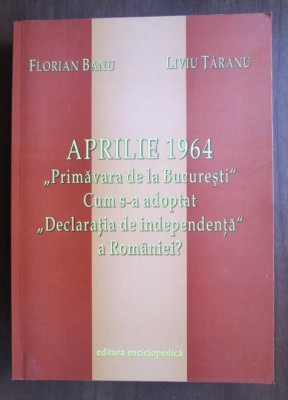 FLORIAN BANU LIVIU ȚĂRANU
APRILIE 1964
„Primăvara de la București“
Cum s-a adoptat
„Declarația de independență“
a României?
editura enciclopedică